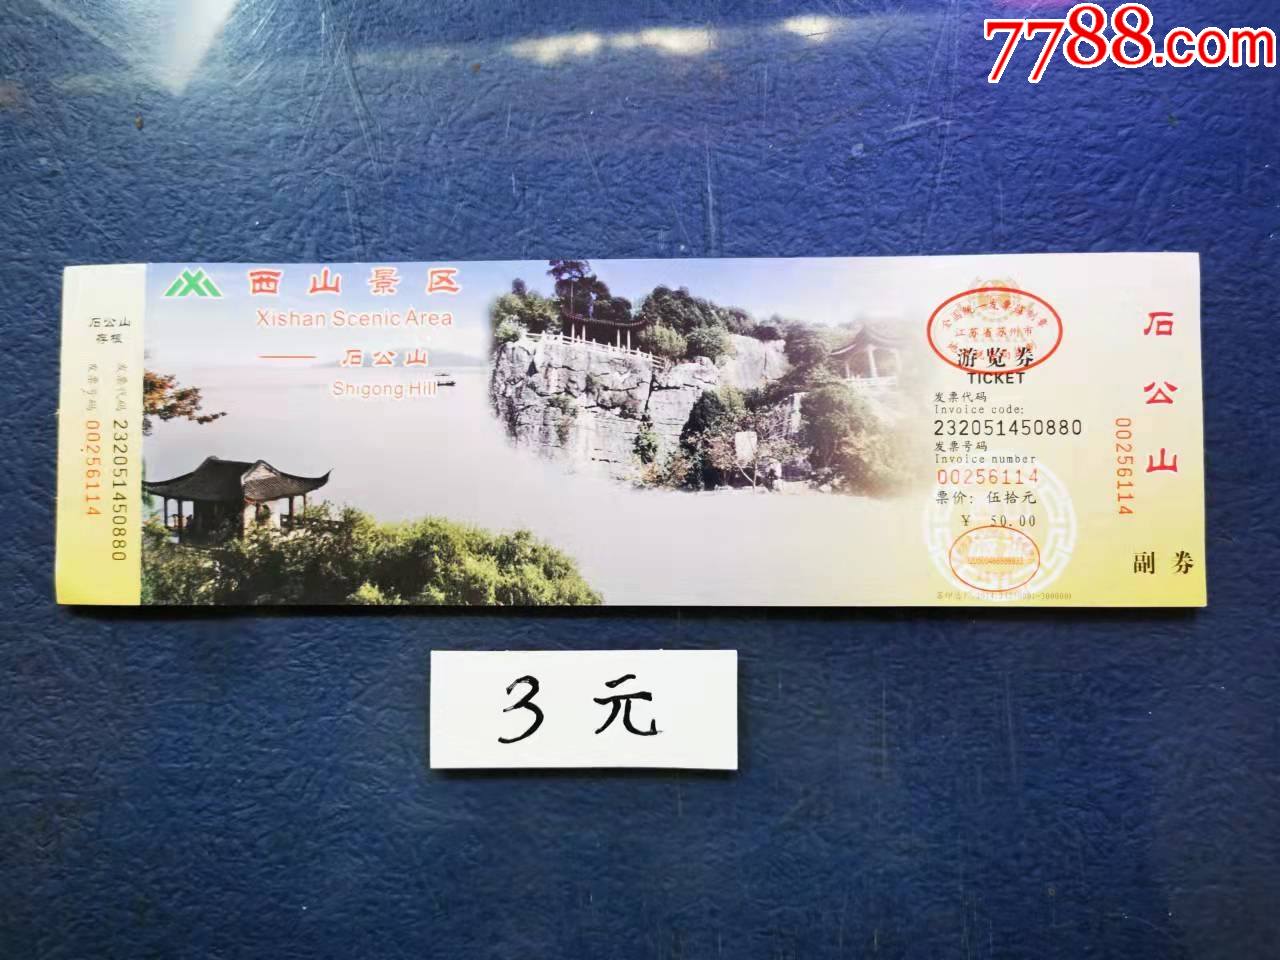 7788.com
石公山
存根
发票代码 232051450880
发票号码 00256114
西山景区
Xishan Scenic Area
——石公山
Shigong Hill
江苏省苏州市
游览券
TICKET
发票代码
Invoice code:
232051450880
发票号码
Invoice number
00256114
票价: 伍拾元
¥ 50.00
石公山
00256114
副券
3元